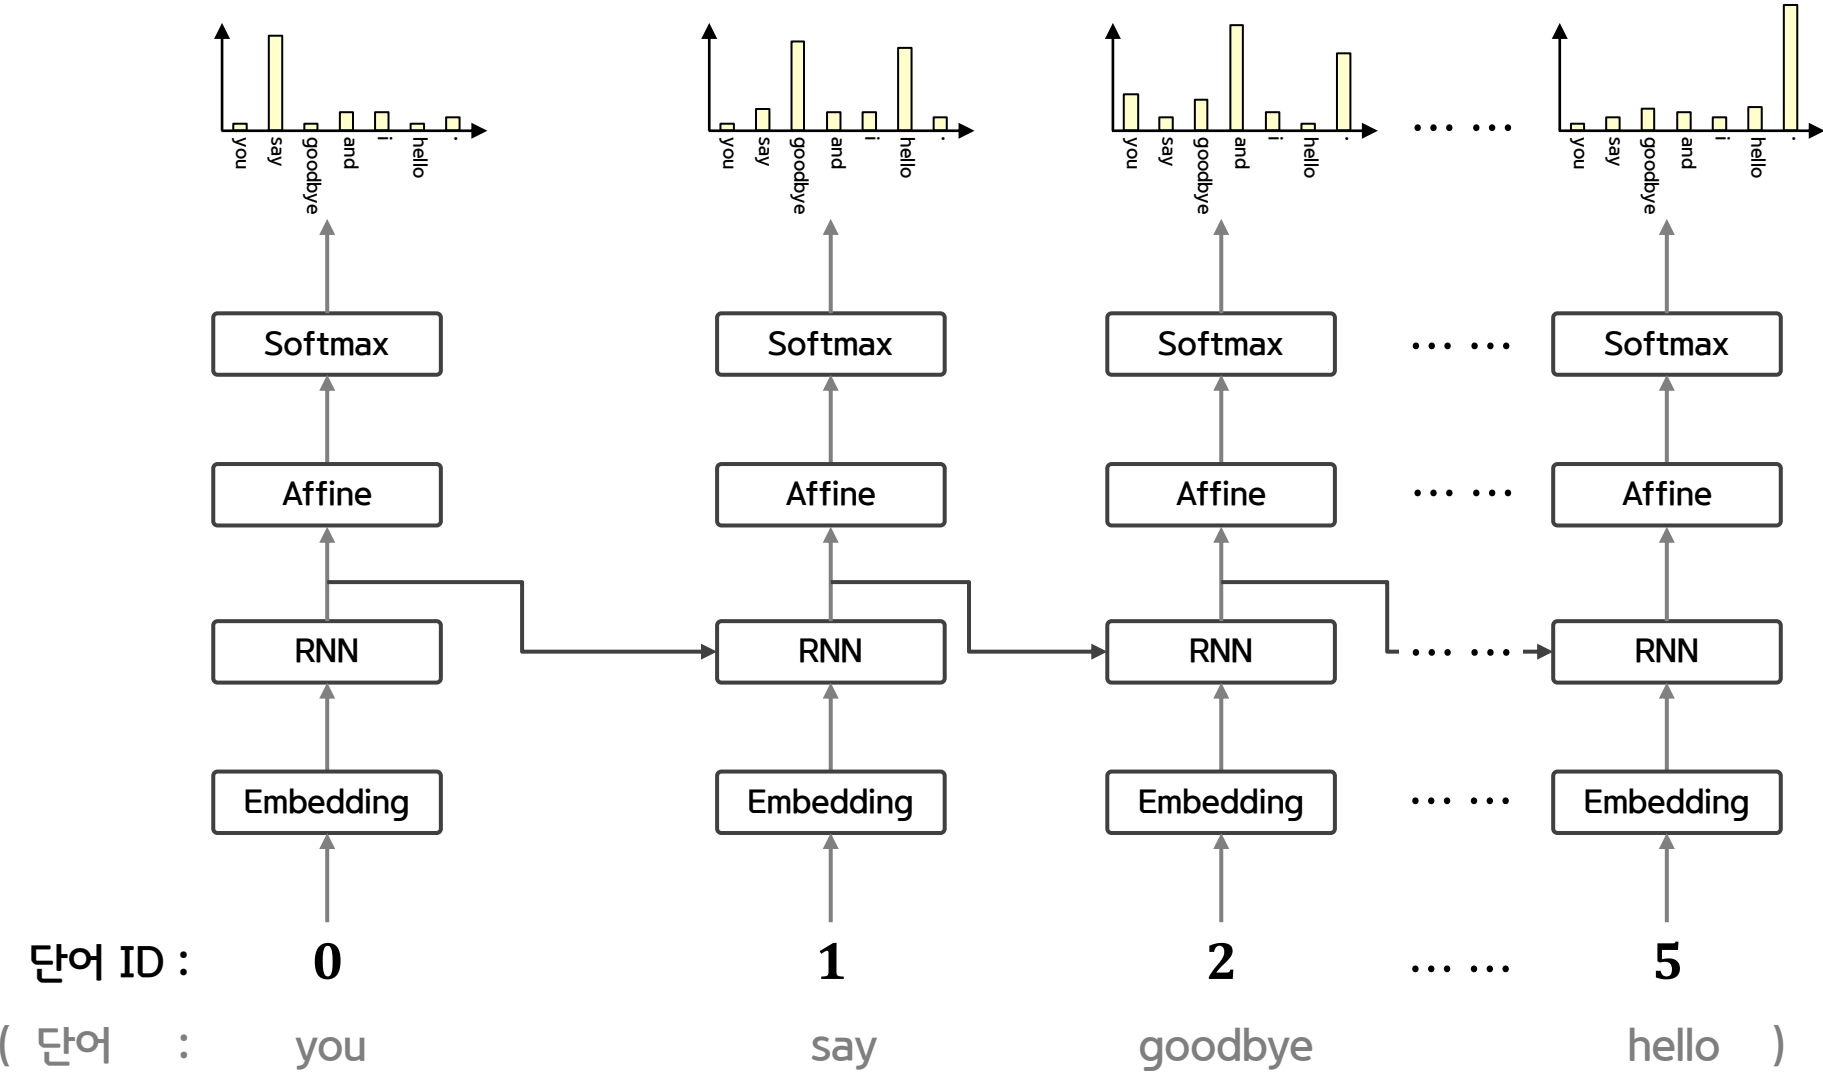 you say goodbye and i hello . you say goodbye and i hello . you say goodbye and i hello . … … you say goodbye and i hello .
Softmax Softmax Softmax … … Softmax
Affine Affine Affine … … Affine
RNN RNN RNN … … RNN
Embedding Embedding Embedding … … Embedding
단어 ID : 0 1 2 … … 5
( 단어 : you say goodbye hello )